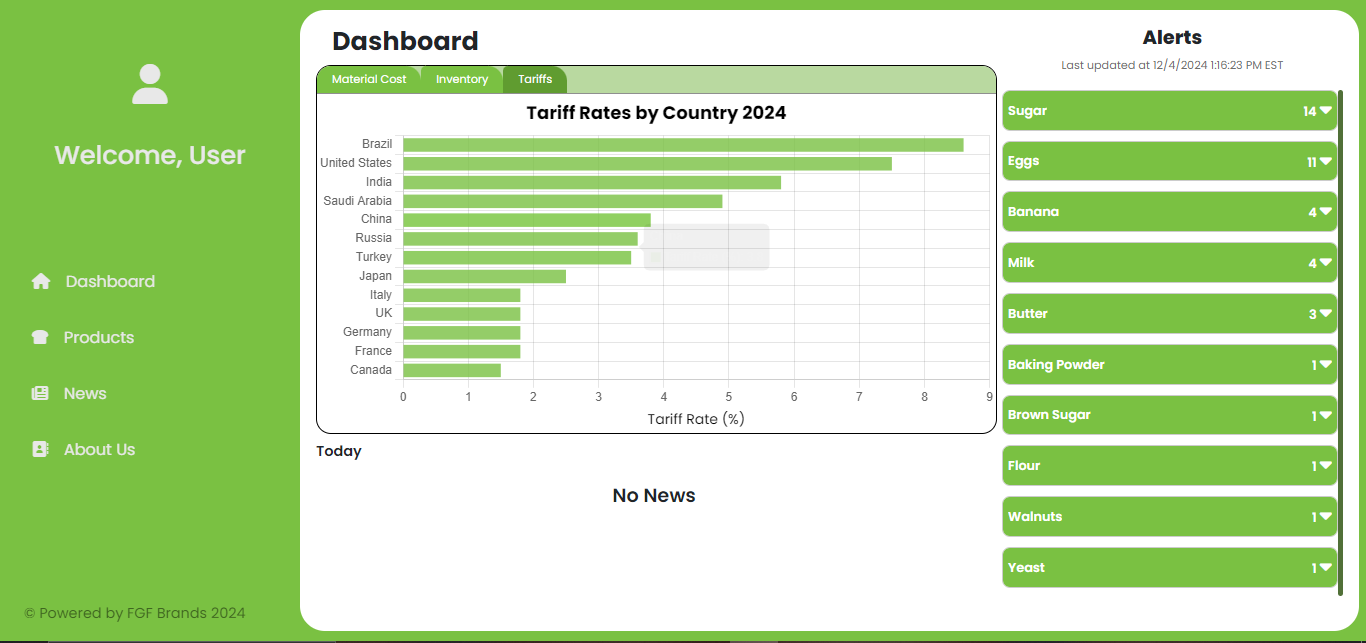 Welcome, User
Dashboard
Products
News
About Us
© Powered by FGF Brands 2024
Dashboard
Material Cost
Inventory
Tariffs
Tariff Rates by Country 2024
Brazil
United States
India
Saudi Arabia
China
Russia
Turkey
Japan
Italy
UK
Germany
France
Canada
0 1 2 3 4 5 6 7 8 9
Tariff Rate (%)
Today
No News
Alerts
Last updated at 12/4/2024 1:16:23 PM EST
Sugar 14
Eggs 11
Banana 4
Milk 4
Butter 3
Baking Powder 1
Brown Sugar 1
Flour 1
Walnuts 1
Yeast 1